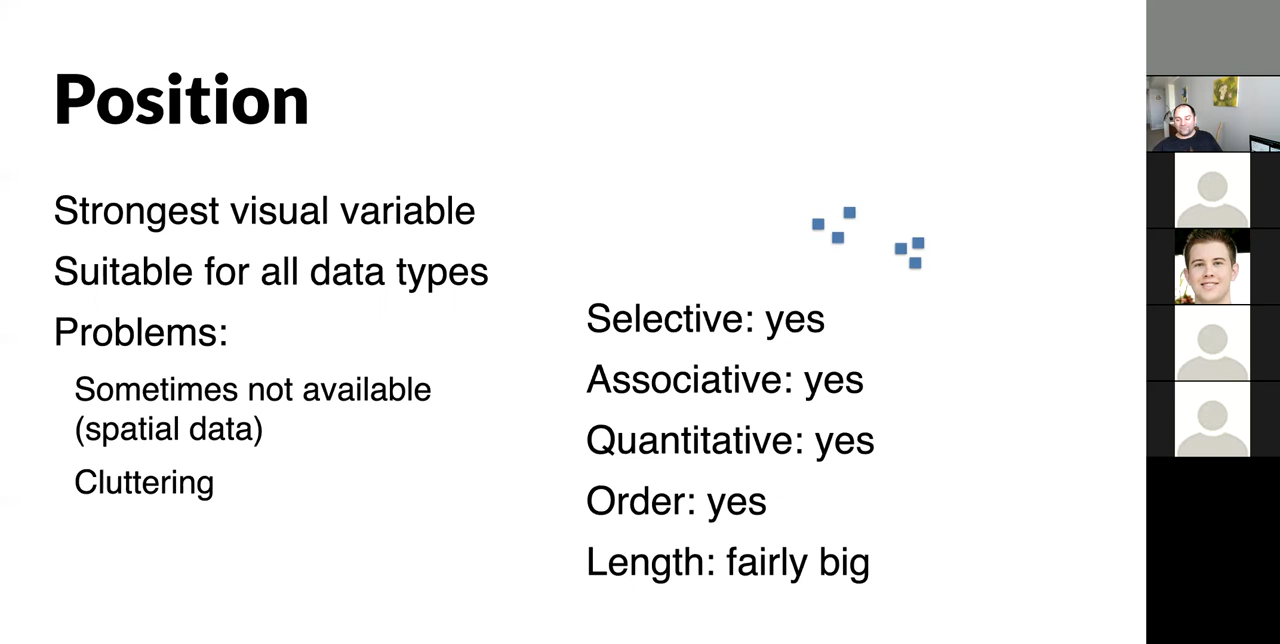 Position
Strongest visual variable
Suitable for all data types
Problems:
Sometimes not available
(spatial data)
Cluttering
Selective: yes
Associative: yes
Quantitative: yes
Order: yes
Length: fairly big